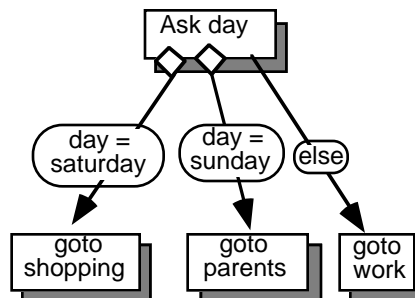 Ask day
day =
saturday
day =
sunday
else
goto
shopping
goto
parents
goto
work